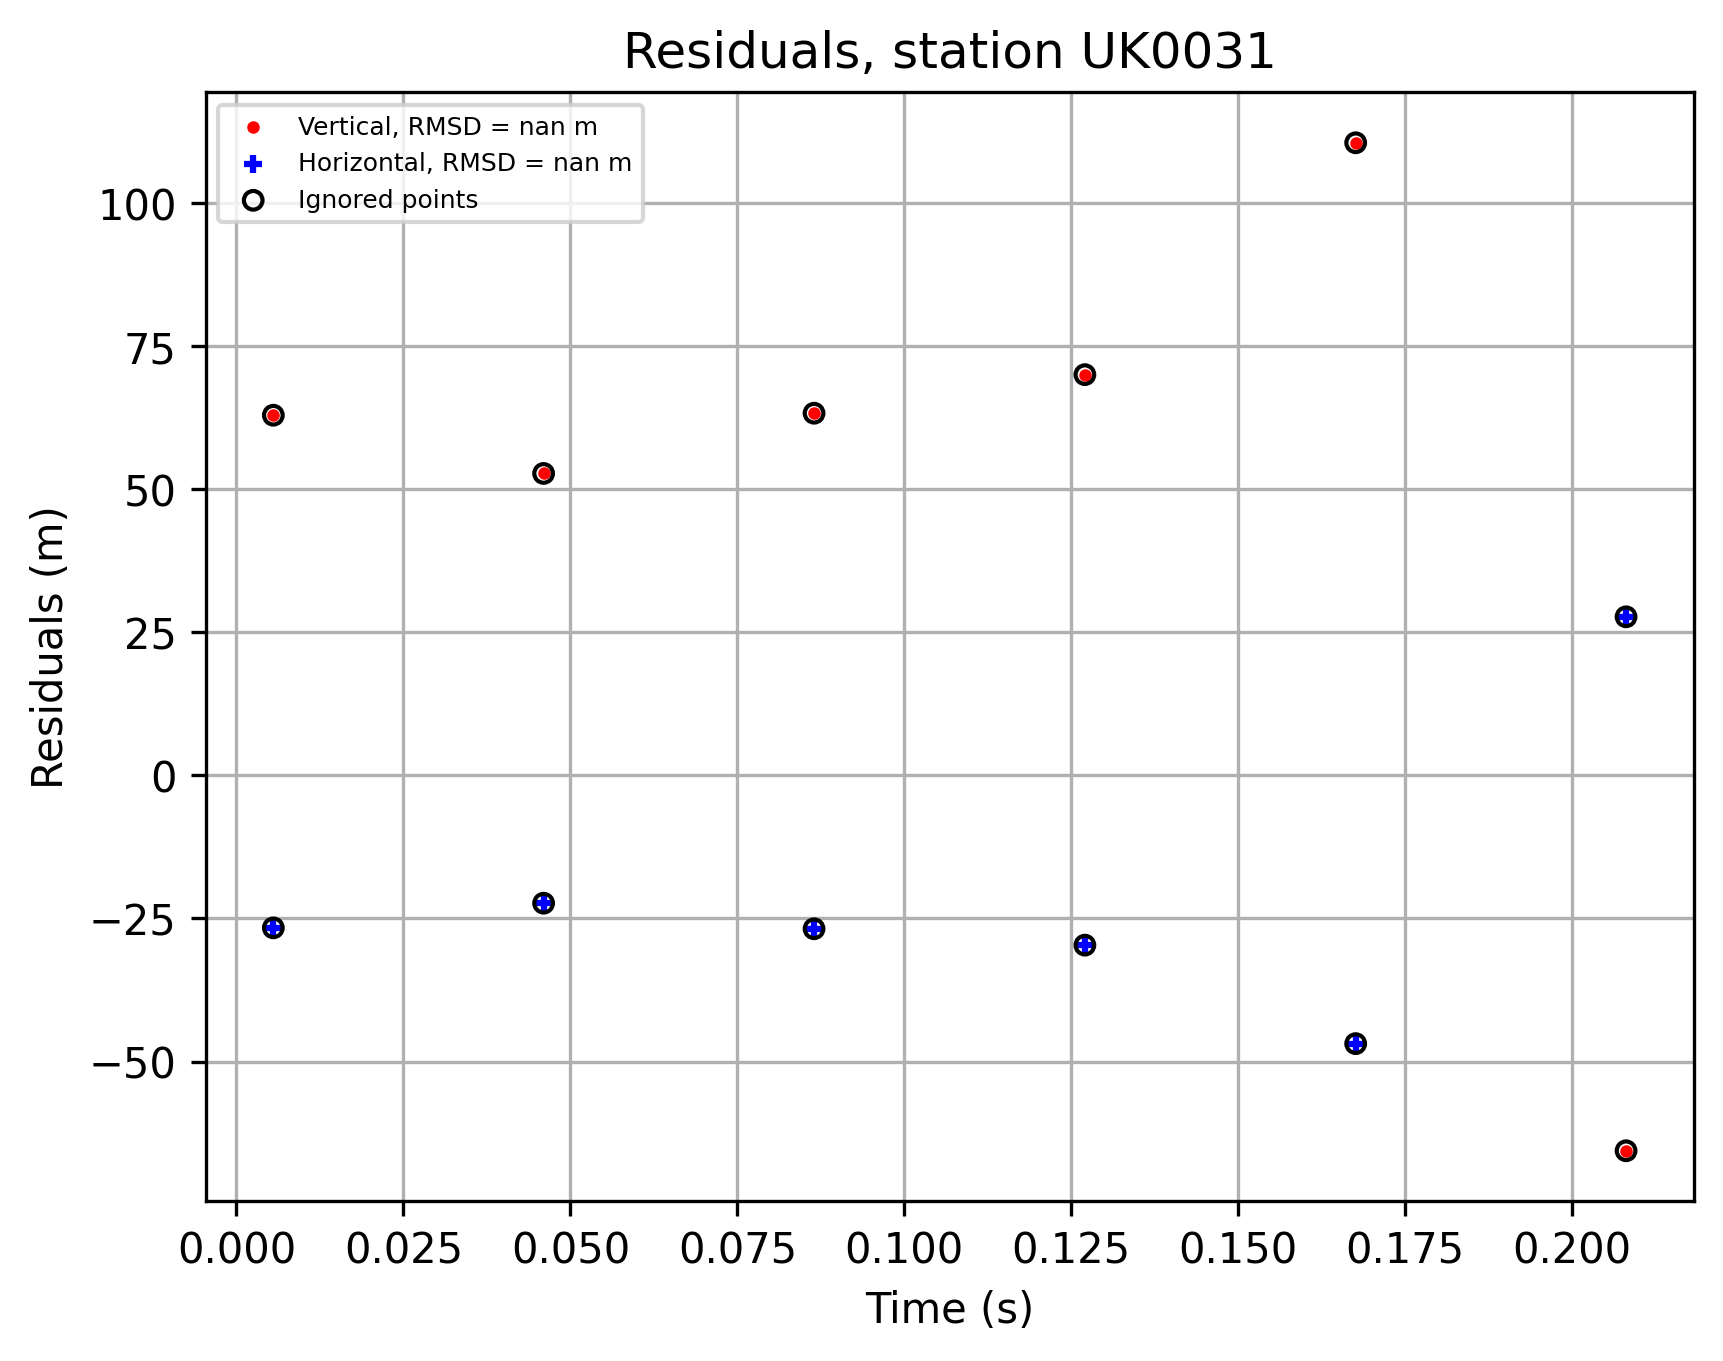 Residuals, station UK0031
Vertical, RMSD = nan m
Horizontal, RMSD = nan m
Ignored points
Residuals (m)
100
75
50
25
0
−25
−50
0.000 0.025 0.050 0.075 0.100 0.125 0.150 0.175 0.200
Time (s)